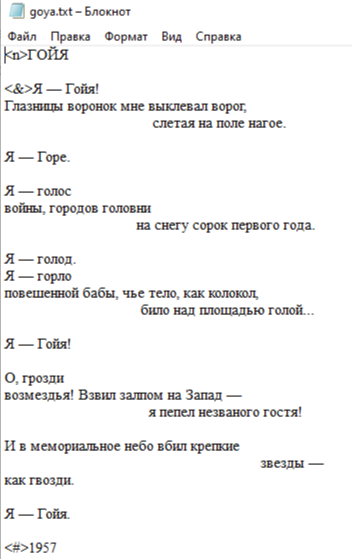 goya.txt – Блокнот
Файл Правка Формат Вид Справка
<n>ГОЙЯ
<&>Я — Гойя!
Глазницы воронок мне выклевал ворог,
слетая на поле нагое.
Я — Горе.
Я — голос
войны, городов головни
на снегу сорок первого года.
Я — голод.
Я — горло
повешенной бабы, чье тело, как колокол,
било над площадью голой...
Я — Гойя!
О, грозди
возмездья! Взвил залпом на Запад —
я пепел незваного гостя!
И в мемориальное небо вбил крепкие
звезды —
как гвозди.
Я — Гойя.
<#>1957